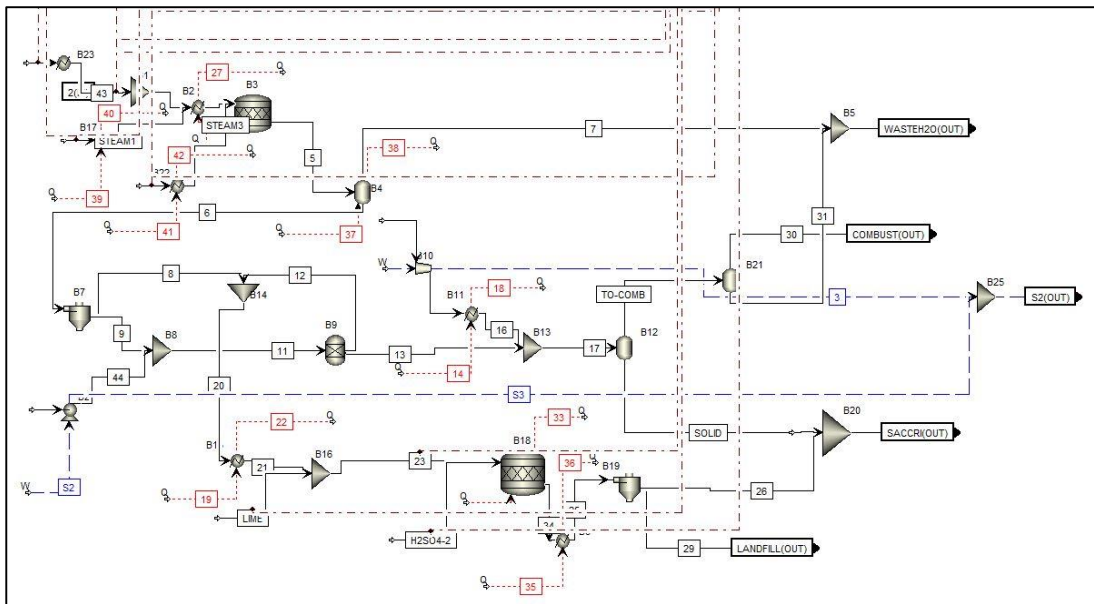 B23
2(
43
B17
STEAM1
40
Q
39
Q
B2
27
Q
B3
STEAM3
Q
42
Q
B22
41
Q
5
38
Q
B4
37
Q
6
7
B5
WASTEH2O(OUT)
31
30
COMBUST(OUT)
B21
TO-COMB
3
B25
S2(OUT)
W
B7
8
12
B14
9
B8
11
B9
13
B11
18
Q
16
14
Q
B13
17
B12
44
20
S3
W
S2
B1
22
Q
21
19
Q
B16
LIME
23
B18
33
Q
Q
36
Q
B19
H2SO4-2
35
Q
SOLID
B20
SACCRI(OUT)
26
29
LANDFILL(OUT)